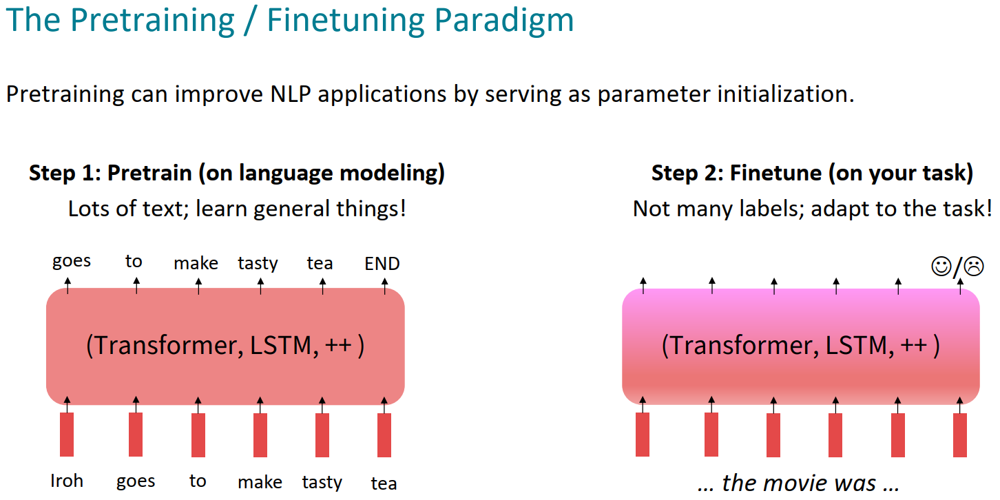 The Pretraining / Finetuning Paradigm
Pretraining can improve NLP applications by serving as parameter initialization.
Step 1: Pretrain (on language modeling)
Lots of text; learn general things!
goes to make tasty tea END
(Transformer, LSTM, ++ )
Iroh goes to make tasty tea
Step 2: Finetune (on your task)
Not many labels; adapt to the task!
☺/☹
(Transformer, LSTM, ++ )
... the movie was ...